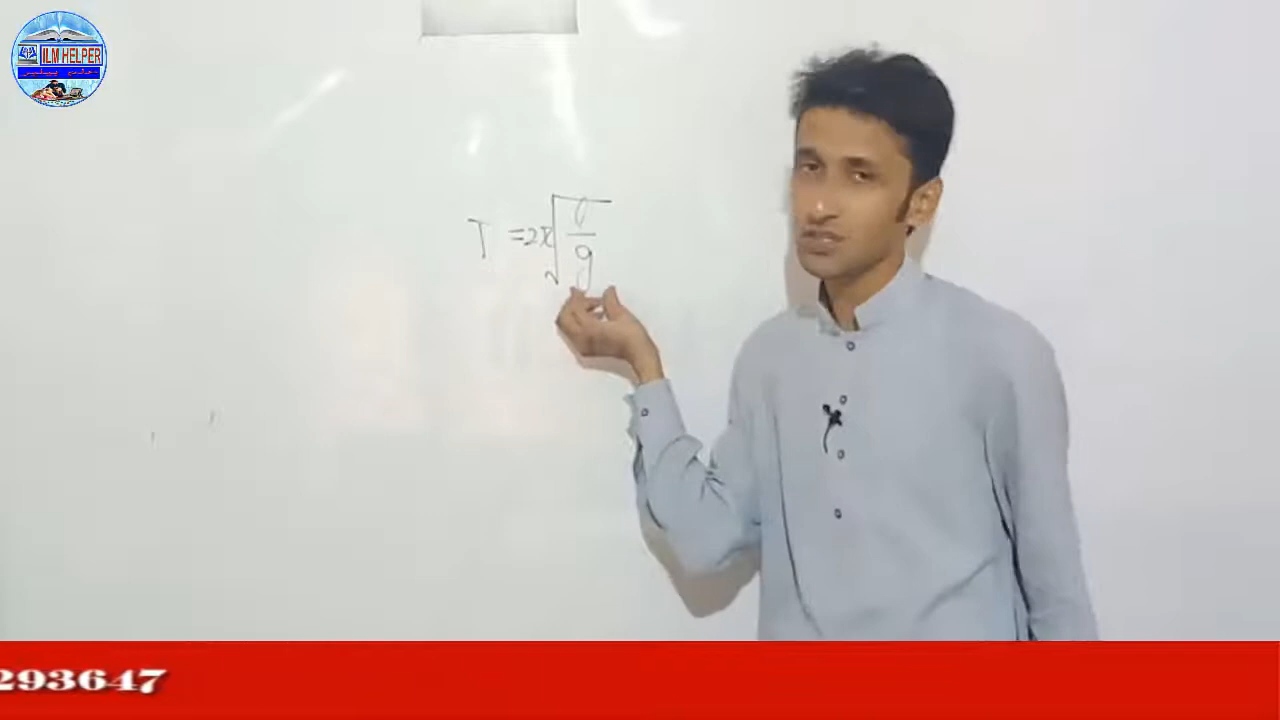 ILM HELPER
T = 2π√(l/g)
293647